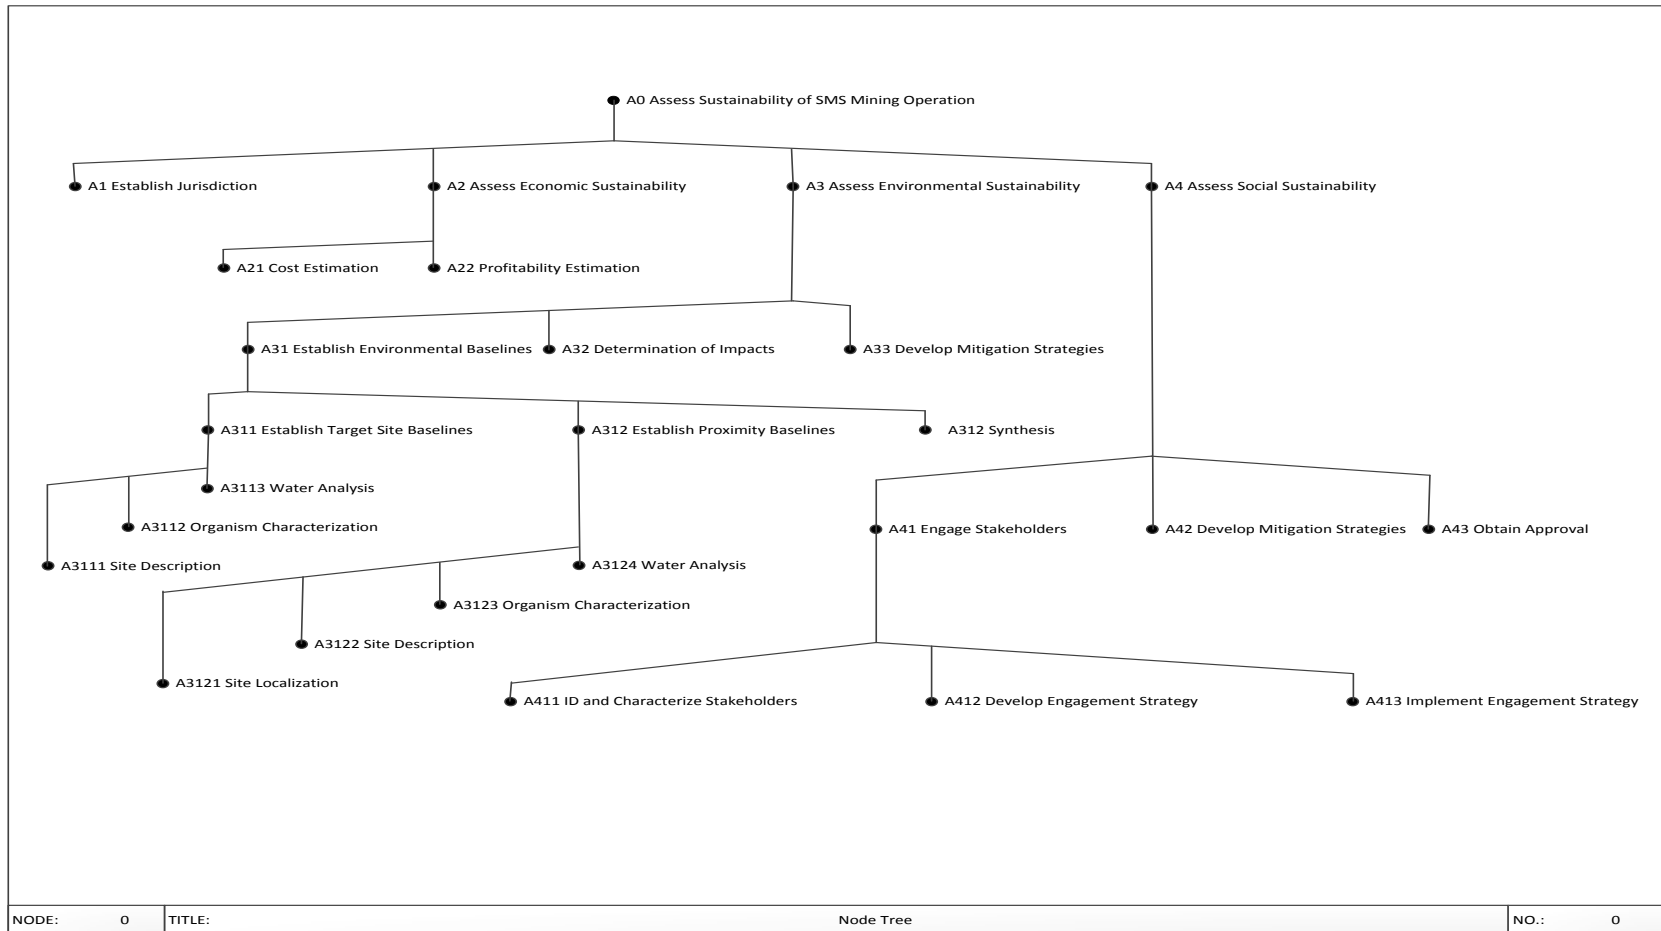 A0 Assess Sustainability of SMS Mining Operation
A1 Establish Jurisdiction
A2 Assess Economic Sustainability
A3 Assess Environmental Sustainability
A4 Assess Social Sustainability
A21 Cost Estimation
A22 Profitability Estimation
A31 Establish Environmental Baselines
A32 Determination of Impacts
A33 Develop Mitigation Strategies
A311 Establish Target Site Baselines
A312 Establish Proximity Baselines
A312 Synthesis
A3113 Water Analysis
A3112 Organism Characterization
A41 Engage Stakeholders
A42 Develop Mitigation Strategies
A43 Obtain Approval
A3111 Site Description
A3124 Water Analysis
A3123 Organism Characterization
A3122 Site Description
A3121 Site Localization
A411 ID and Characterize Stakeholders
A412 Develop Engagement Strategy
A413 Implement Engagement Strategy
NODE: 0
TITLE: Node Tree
NO.: 0